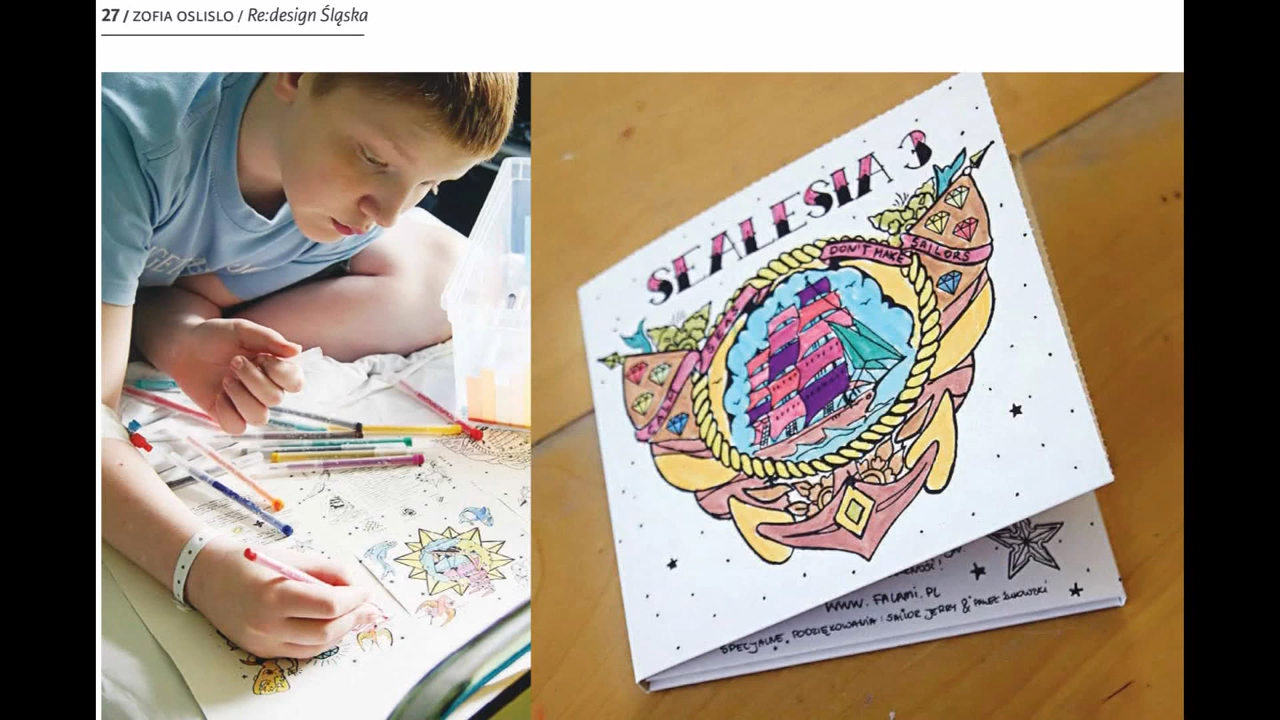 27 / ZOFIA OSLISLO / Re:design Śląska
SEALESIA 3
SEAS
DON'T MAKE
SAILORS
WWW.FALAMI.PL
SPECJALNE PODZIĘKOWANIA: SAILOR JERRY & PAWEŁ